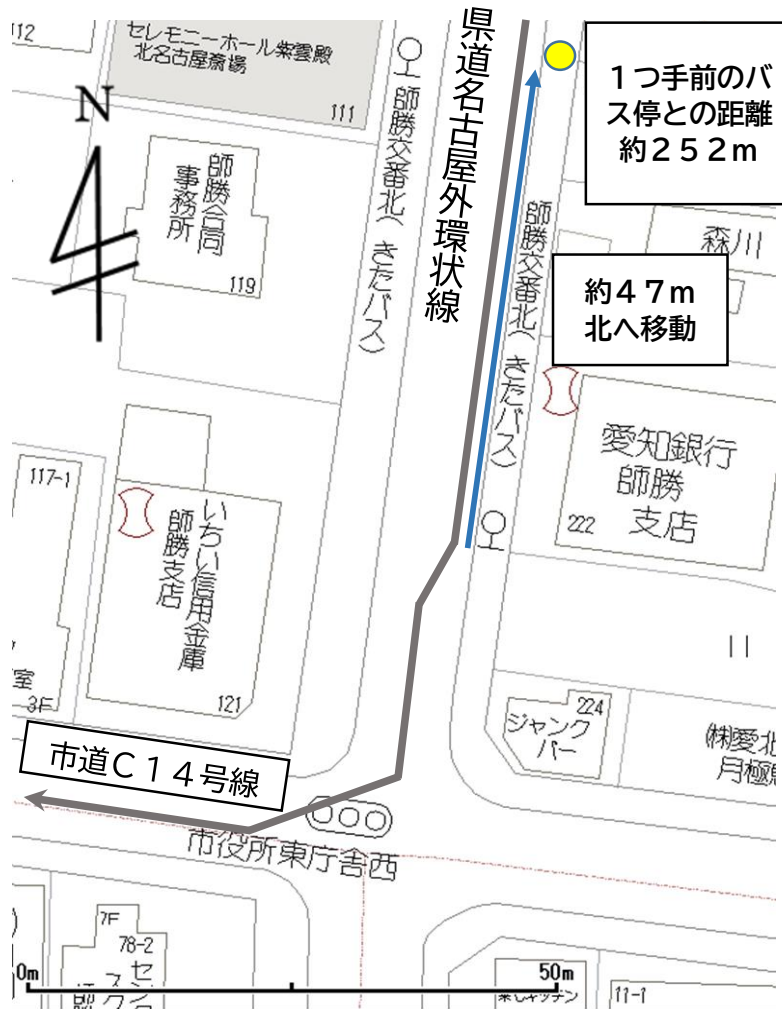 112
セレモニーホール紫雲殿
北名古屋斎場
111
県道名古屋外環状線
1つ手前のバ
ス停との距離
約252m
N
師勝交番北(きたバス)
師勝合同
事務所
119
師勝交番北(きたバス)
森川
約47m
北へ移動
愛知銀行
師勝
支店
222
117-1
いちい信用金庫
師勝支店
121
室
3F
224
ジャンク
バー
㈱愛北
月極
市道C14号線
市役所東庁舎西
7F
78-2
セン
0m
50m
11-1